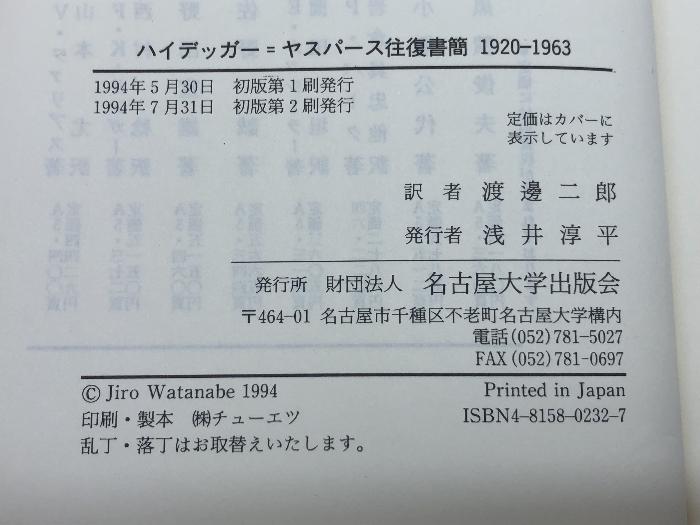 ハイデッガー=ヤスパース往復書簡 1920-1963
1994年5月30日 初版第1刷発行
1994年7月31日 初版第2刷発行
定価はカバーに
表示しています
訳 者 渡邊二郎
発行者 浅井淳平
発行所 財団法人 名古屋大学出版会
〒464-01 名古屋市千種区不老町名古屋大学構内
電話(052)781-5027
FAX(052)781-0697
© Jiro Watanabe 1994 Printed in Japan
印刷・製本 ㈱チューエツ ISBN4-8158-0232-7
乱丁・落丁はお取替えいたします。